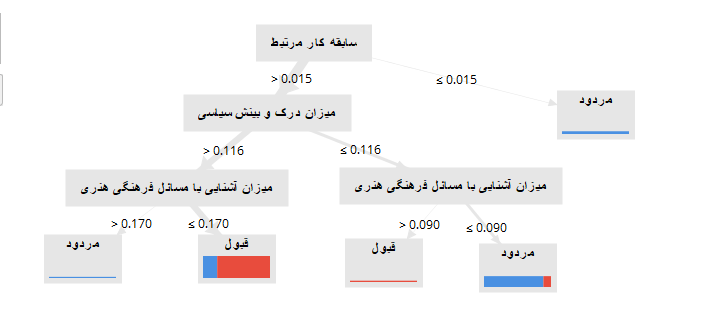 سابقه کار مرتبط
> 0.015
≤ 0.015
مردود
میزان درک و بینش سیاسی
> 0.116
≤ 0.116
میزان آشنایی با مسائل فرهنگی هنری
میزان آشنایی با مسائل فرهنگی هنری
> 0.170
≤ 0.170
> 0.090
≤ 0.090
مردود
قبول
قبول
مردود